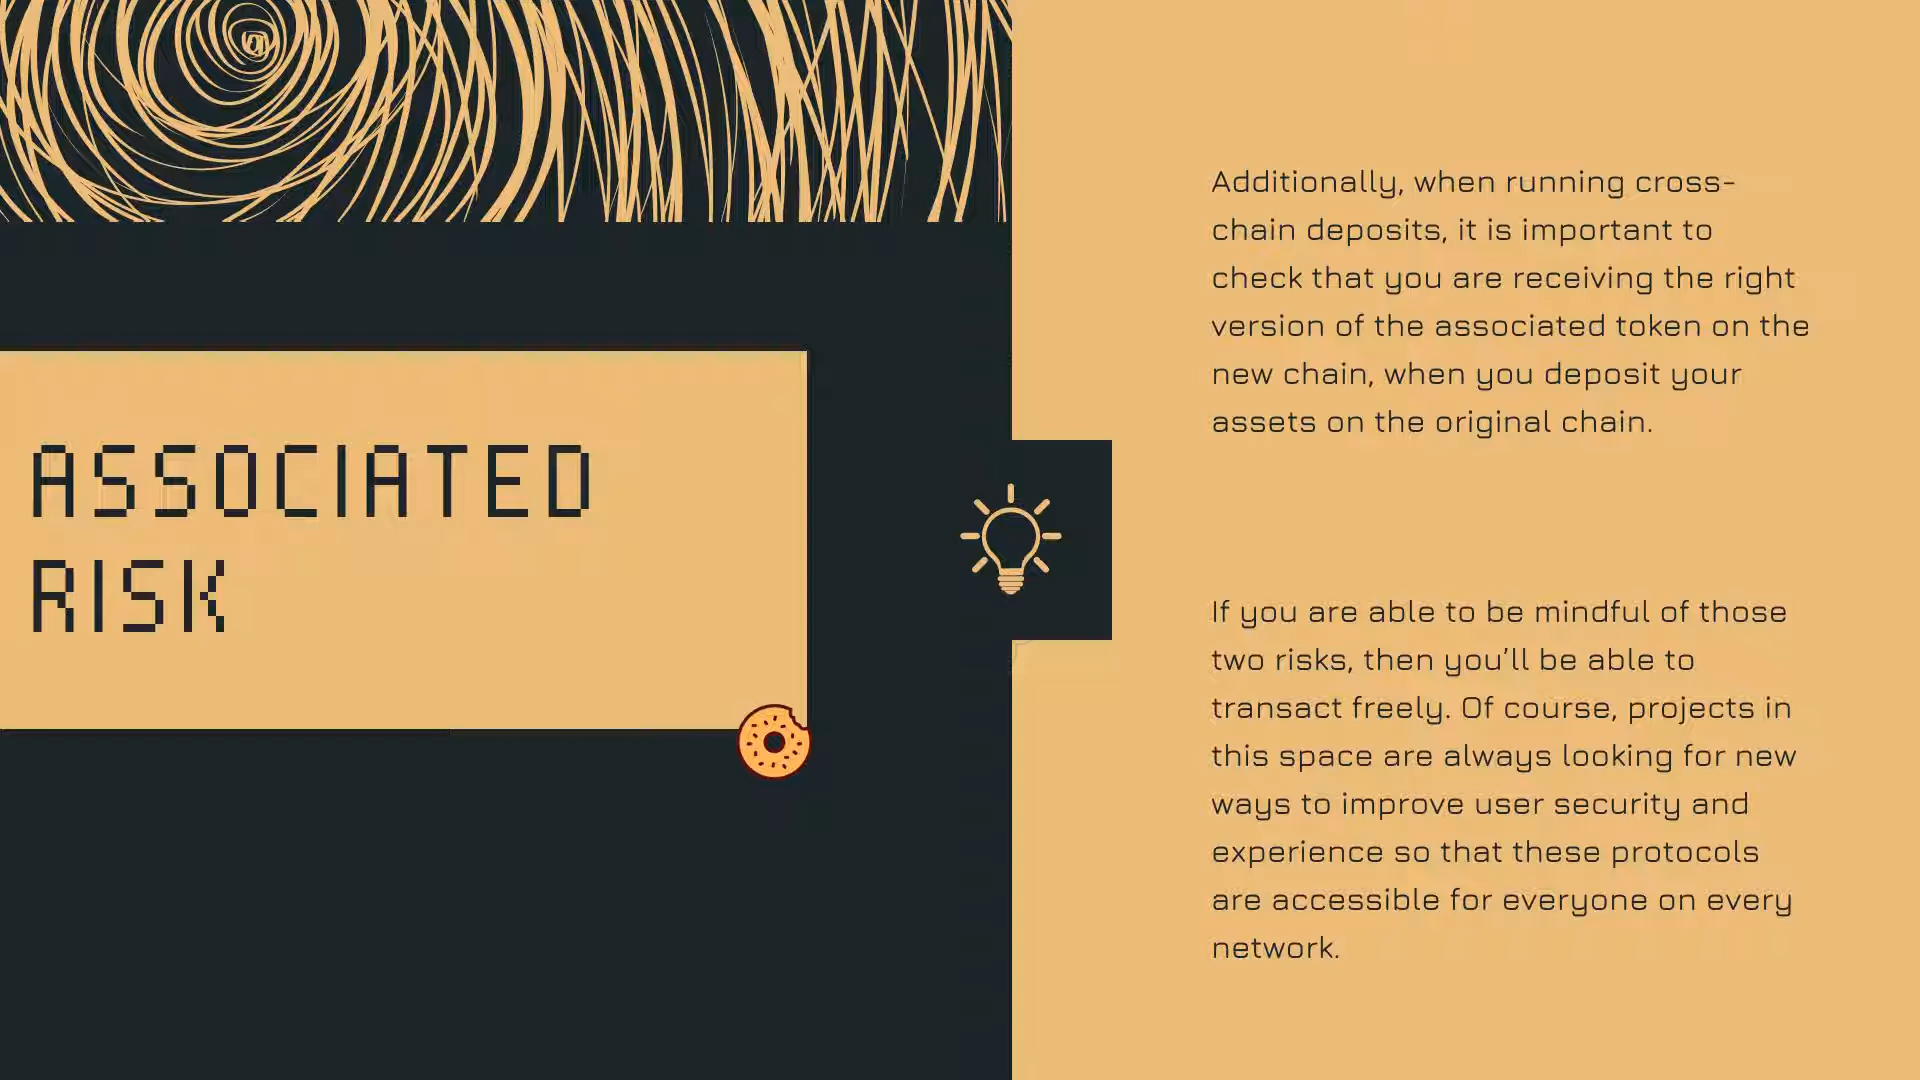 ASSOCIATED
RISK
Additionally, when running cross-
chain deposits, it is important to
check that you are receiving the right
version of the associated token on the
new chain, when you deposit your
assets on the original chain.
If you are able to be mindful of those
two risks, then you’ll be able to
transact freely. Of course, projects in
this space are always looking for new
ways to improve user security and
experience so that these protocols
are accessible for everyone on every
network.